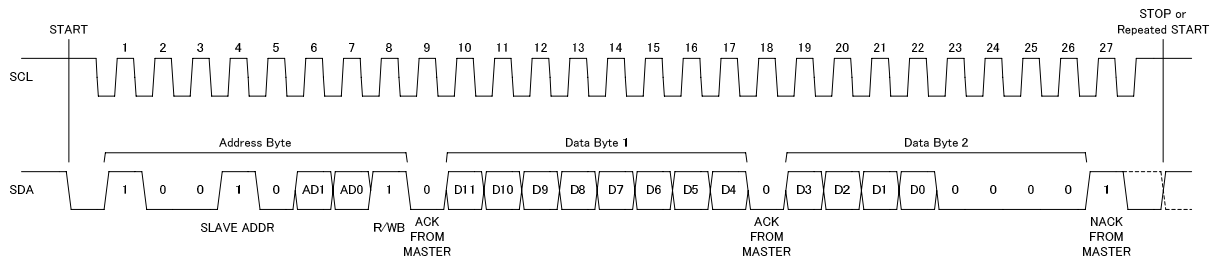 START
STOP or
Repeated START
1 2 3 4 5 6 7 8 9 10 11 12 13 14 15 16 17 18 19 20 21 22 23 24 25 26 27
SCL
Address Byte
Data Byte 1
Data Byte 2
SDA
1 0 0 1 0 AD1 AD0 1 0 D11 D10 D9 D8 D7 D6 D5 D4 0 D3 D2 D1 D0 0 0 0 0 1
SLAVE ADDR
R/WB
ACK
FROM
MASTER
ACK
FROM
MASTER
NACK
FROM
MASTER